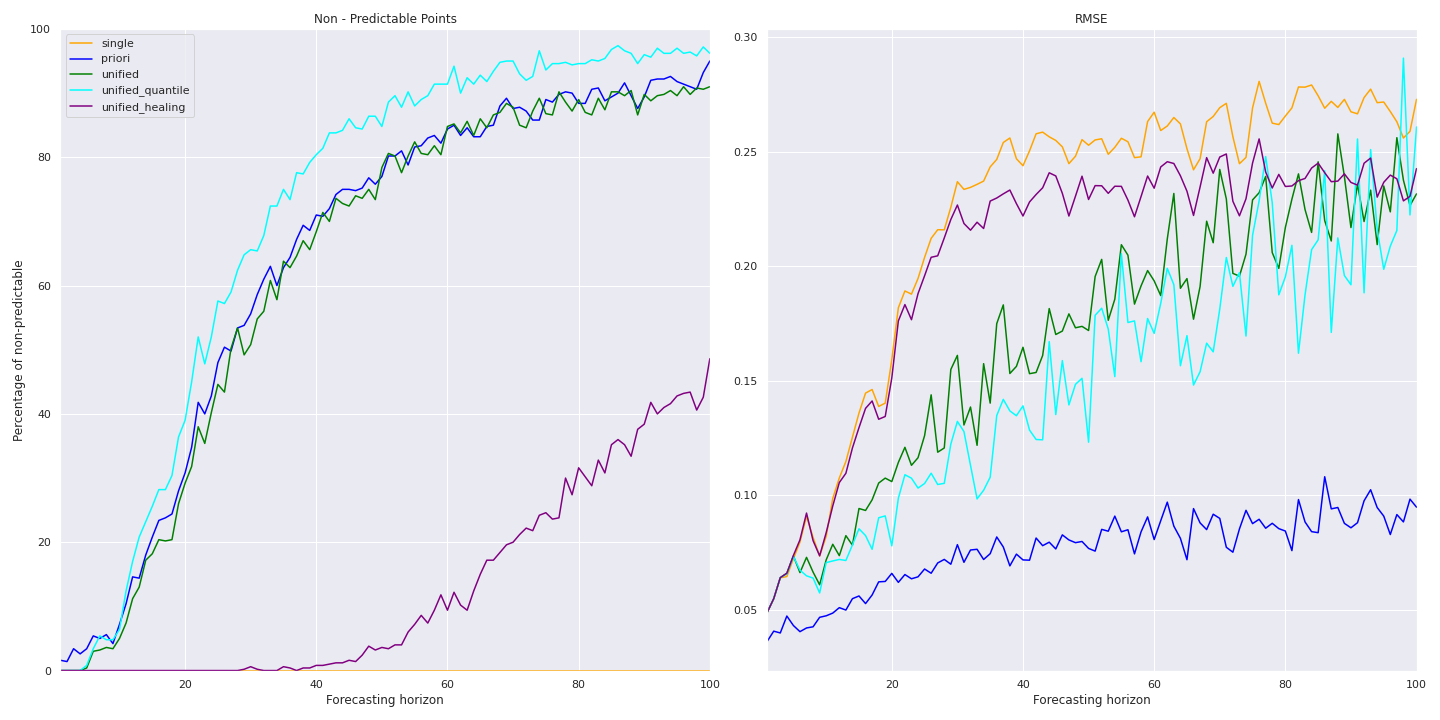 Non - Predictable Points
100
80
60
40
20
0
Percentage of non-predictable
single
priori
unified
unified_quantile
unified_healing
20
40
60
80
100
Forecasting horizon
RMSE
0.30
0.25
0.20
0.15
0.10
0.05
20
40
60
80
100
Forecasting horizon